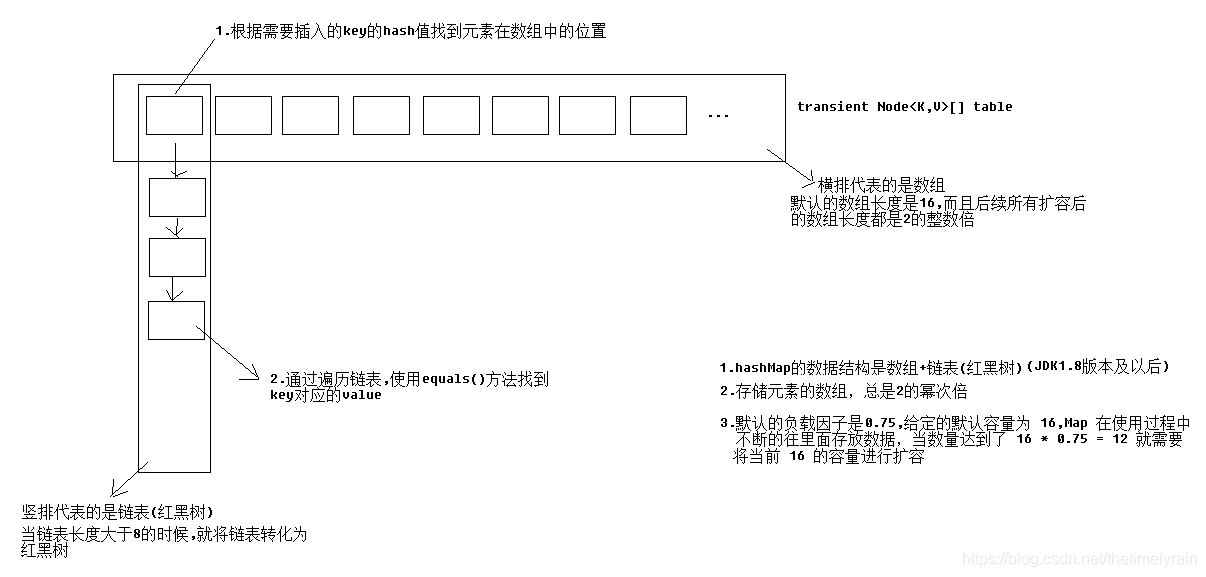 1.根据需要插入的key的hash值找到元素在数组中的位置
...
transient Node<K,V>[] table
横排代表的是数组
默认的数组长度是16,而且后续所有扩容后
的数组长度都是2的整数倍
2.通过遍历链表,使用equals()方法找到
key对应的value
1.hashMap的数据结构是数组+链表(红黑树)(JDK1.8版本及以后)
2.存储元素的数组，总是2的幂次倍
3.默认的负载因子是0.75,给定的默认容量为 16,Map 在使用过程中
不断的往里面存放数据，当数量达到了 16 * 0.75 = 12 就需要
将当前 16 的容量进行扩容
竖排代表的是链表(红黑树)
当链表长度大于8的时候,就将链表转化为
红黑树
https://blog.csdn.net/thetimelyrain